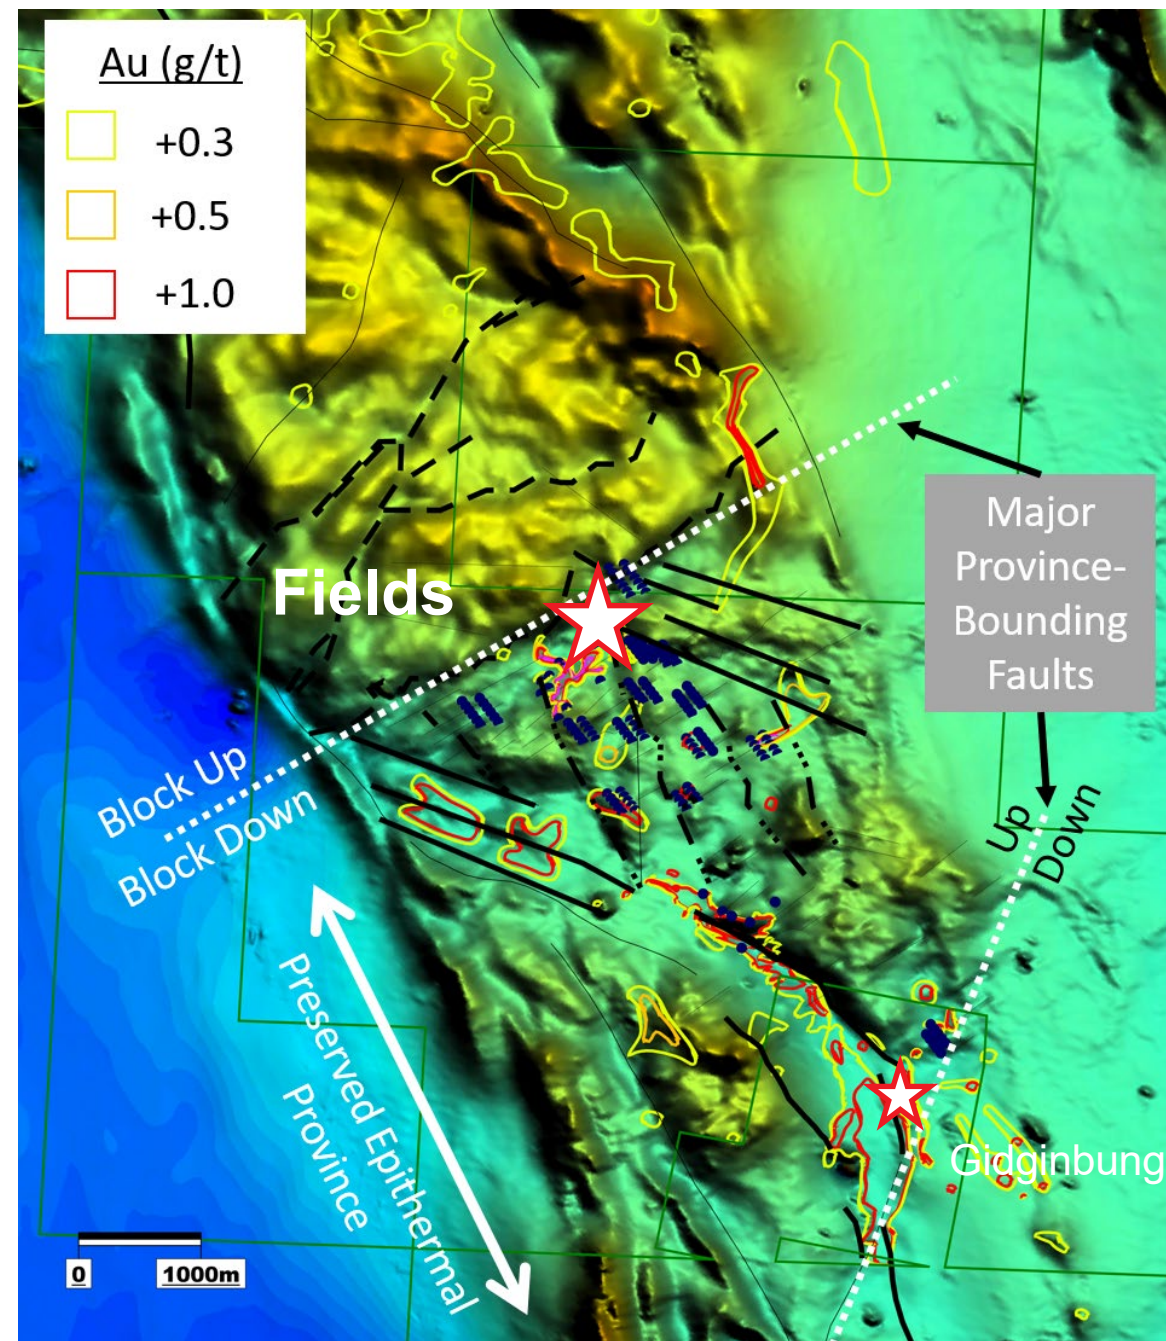 Au (g/t)
+0.3
+0.5
+1.0
Major
Province-
Bounding
Faults
Fields
Block Up
Block Down
Up
Down
Preserved Epithermal
Province
Gidginbung
0
1000m